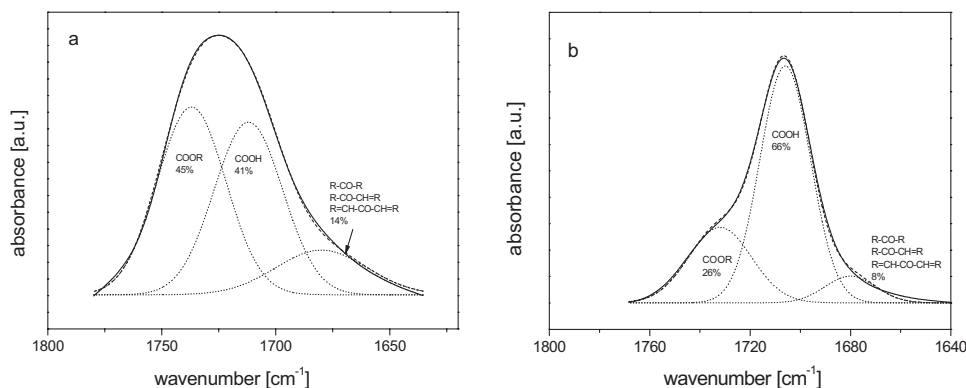 a
absorbance [a.u.]
COOR
45%
COOH
41%
R-CO-R
R-CO-CH=R
R=CH-CO-CH=R
14%
1800 1750 1700 1650
wavenumber [cm⁻¹]
b
absorbance [a.u.]
COOH
66%
COOR
26%
R-CO-R
R-CO-CH=R
R=CH-CO-CH=R
8%
1800 1760 1720 1680 1640
wavenumber [cm⁻¹]